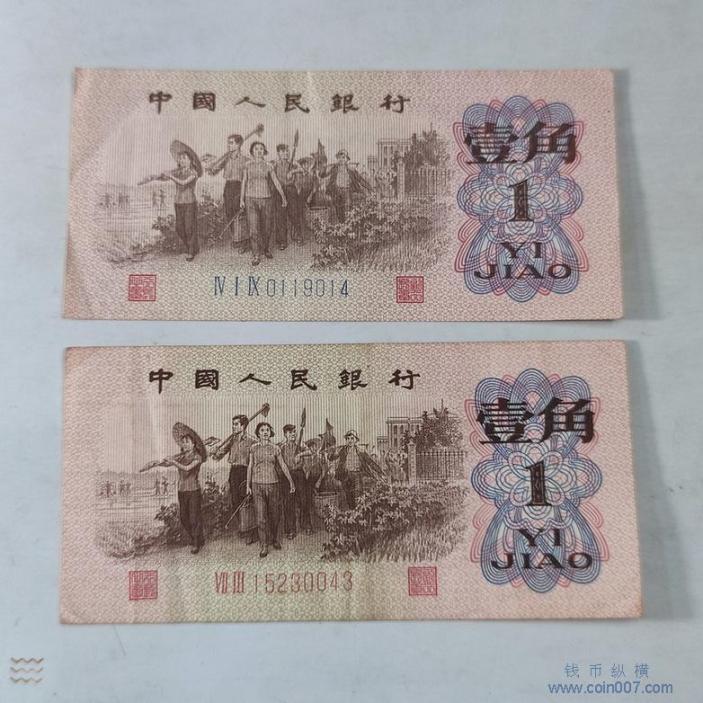 中國人民銀行
壹角
1
YI
JIAO
Ⅳ Ⅰ Ⅸ 0119014
中國人民銀行
壹角
1
YI
JIAO
Ⅶ Ⅲ 15230043
钱币纵横
www.coin007.com